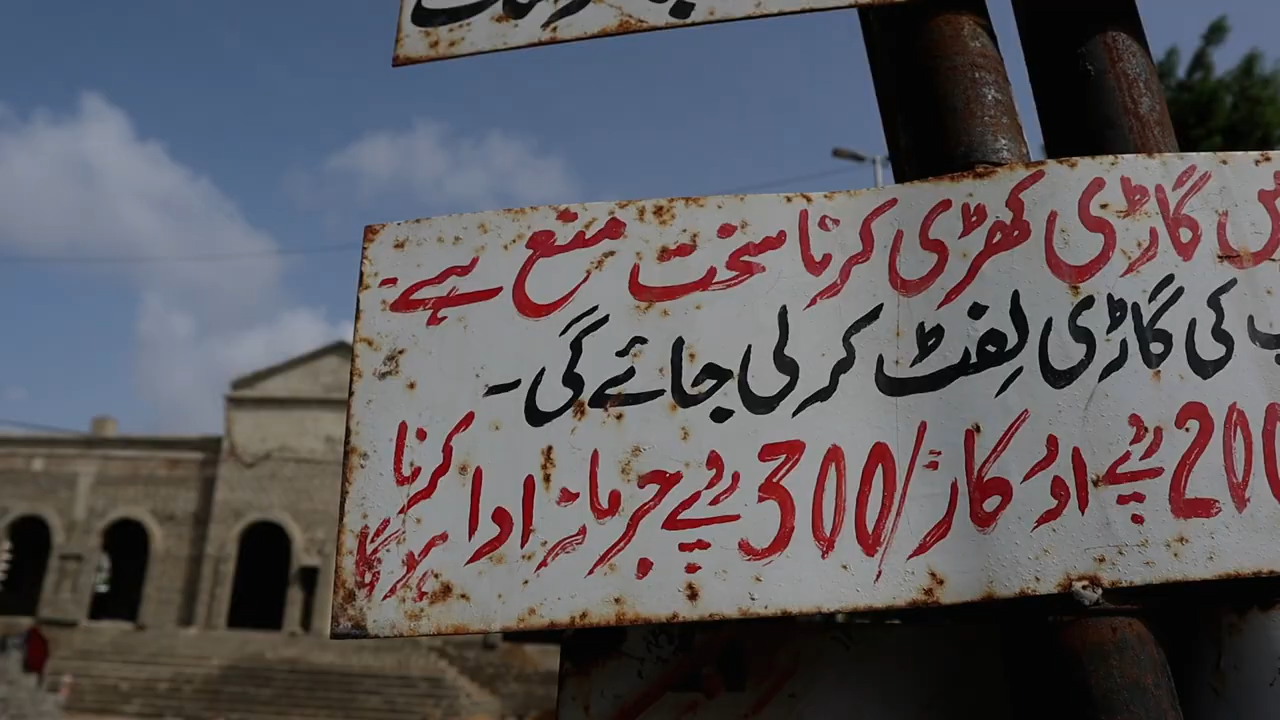 گاڑی کھڑی کرنا سخت منع ہے۔
کی گاڑی لفٹ کر لی جائے گی۔
200 روپے اور کار /300 روپے جرمانہ ادا کرنا ہوگا